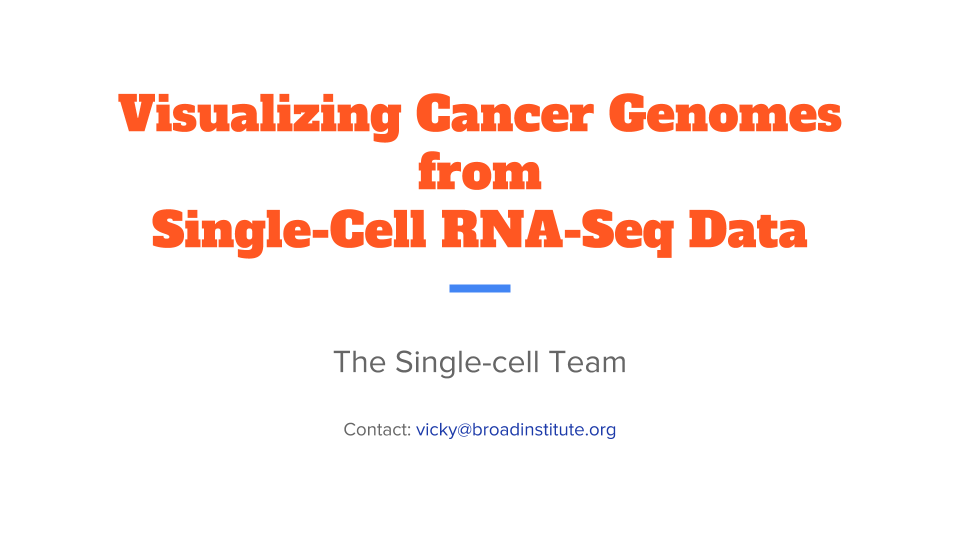 Visualizing Cancer Genomes
from
Single-Cell RNA-Seq Data
The Single-cell Team
Contact: vicky@broadinstitute.org